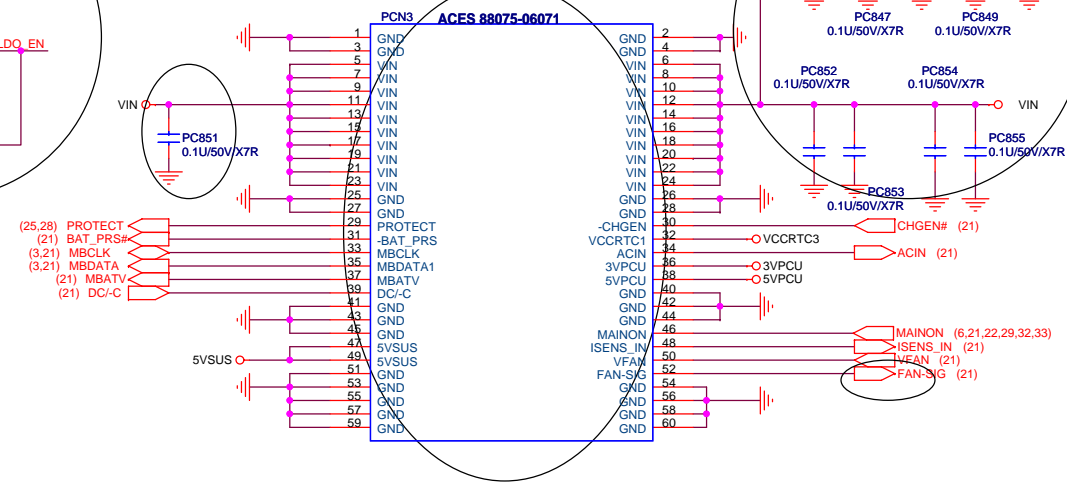 PCN3 ACES 88075-06071
PC847 PC849
0.1U/50V/X7R 0.1U/50V/X7R
LDO_EN
1 GND GND 2
3 GND GND 4
5 VIN VIN 6
7 VIN VIN 8
9 VIN VIN 10
VIN 11 VIN VIN 12 VIN
13 VIN VIN 14
15 VIN VIN 16
17 VIN VIN 18
19 VIN VIN 20
21 VIN VIN 22
23 VIN VIN 24
25 GND GND 26
27 GND GND 28
PC852 PC854
0.1U/50V/X7R 0.1U/50V/X7R
PC851
0.1U/50V/X7R
PC855
0.1U/50V/X7R
PC853
0.1U/50V/X7R
(25,28) PROTECT 29 PROTECT -CHGEN 30 CHGEN# (21)
(21) BAT_PRS# 31 -BAT_PRS VCCRTC1 32 VCCRTC3
(3,21) MBCLK 33 MBCLK ACIN 34 ACIN (21)
(3,21) MBDATA 35 MBDATA1 3VPCU 36 3VPCU
(21) MBATV 37 MBATV 5VPCU 38 5VPCU
(21) DC/-C 39 DC/-C GND 40
41 GND GND 42
43 GND GND 44
45 GND MAINON 46 MAINON (6,21,22,29,32,33)
47 5VSUS ISENS_IN 48 ISENS_IN (21)
5VSUS 49 5VSUS VFAN 50 VFAN (21)
51 GND FAN-SIG 52 FAN-SIG (21)
53 GND GND 54
55 GND GND 56
57 GND GND 58
59 GND GND 60